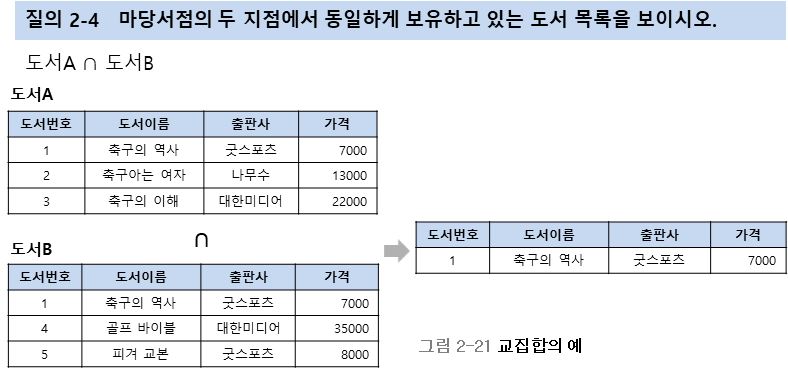 질의 2-4 마당서점의 두 지점에서 동일하게 보유하고 있는 도서 목록을 보이시오.
도서A ∩ 도서B
도서A
도서번호 도서이름 출판사 가격
1 축구의 역사 굿스포츠 7000
2 축구아는 여자 나무수 13000
3 축구의 이해 대한미디어 22000
∩
도서B
도서번호 도서이름 출판사 가격
1 축구의 역사 굿스포츠 7000
4 골프 바이블 대한미디어 35000
5 피겨 교본 굿스포츠 8000
도서번호 도서이름 출판사 가격
1 축구의 역사 굿스포츠 7000
그림 2-21 교집합의 예